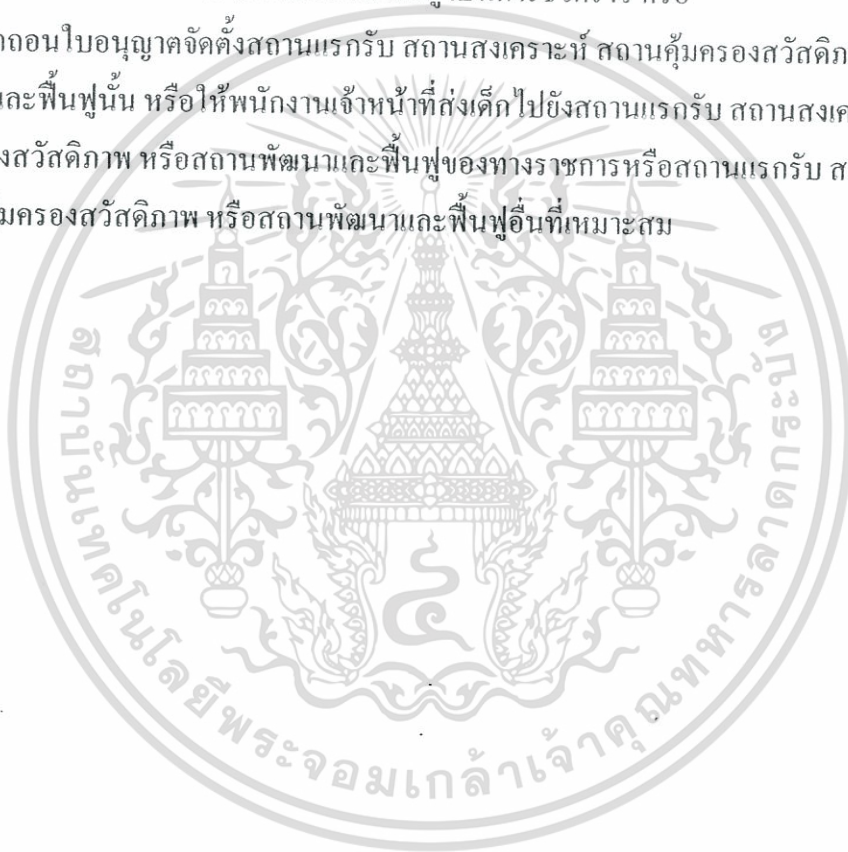 ถอนใบอนุญาตจัดตั้งสถานแรกรับ สถานสงเคราะห์ สถานคุ้มครองสวัสดิภ
และฟื้นฟูนั้น หรือให้พนักงานเจ้าหน้าที่ส่งเด็กไปยังสถานแรกรับ สถานสงเค
งสวัสดิภาพ หรือสถานพัฒนาและฟื้นฟูของทางราชการหรือสถานแรกรับ ส
มครองสวัสดิภาพ หรือสถานพัฒนาและฟื้นฟูอื่นที่เหมาะสม
สถาบันเทคโนโลยีพระจอมเกล้าเจ้าคุณทหารลาดกระบัง